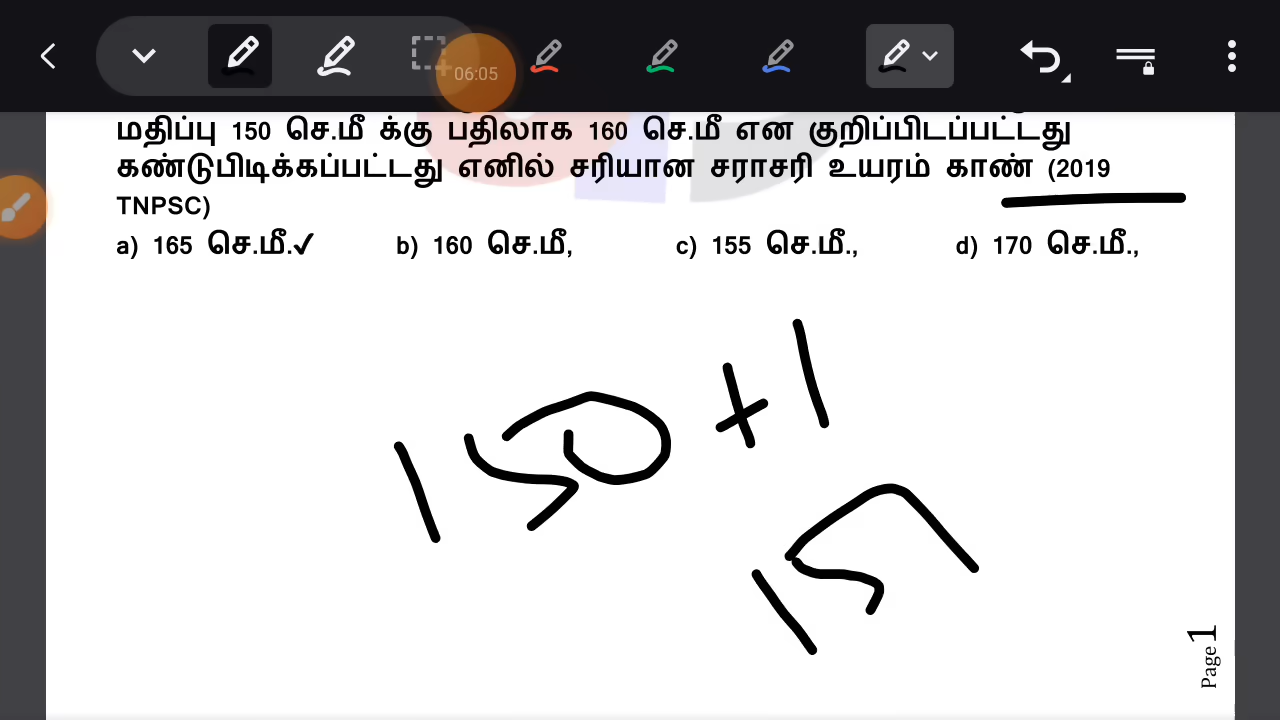 06:05
மதிப்பு 150 செ.மீ க்கு பதிலாக 160 செ.மீ என குறிப்பிடப்பட்டது
கண்டுபிடிக்கப்பட்டது எனில் சரியான சராசரி உயரம் காண் (2019
TNPSC)
a) 165 செ.மீ.✓ b) 160 செ.மீ, c) 155 செ.மீ., d) 170 செ.மீ.,
150 + 1
Page 1